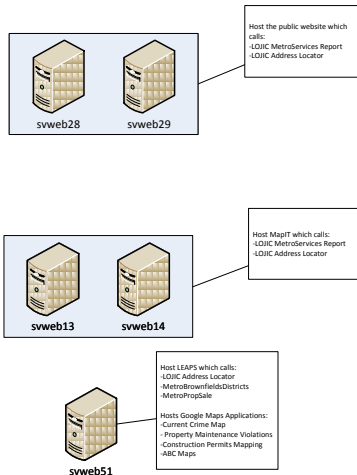 Host the public website which
calls:
-LOJIC MetroServices Report
-LOJIC Address Locator
svweb28
svweb29
Host MapIT which calls:
-LOJIC MetroServices Report
-LOJIC Address Locator
svweb13
svweb14
Host LEAPS which calls:
-LOJIC Address Locator
-MetroBrownfieldsDistricts
-MetroPropSale
Hosts Google Maps Applications:
-Current Crime Map
- Property Maintenance Violations
-Construction Permits Mapping
-ABC Maps
svweb51